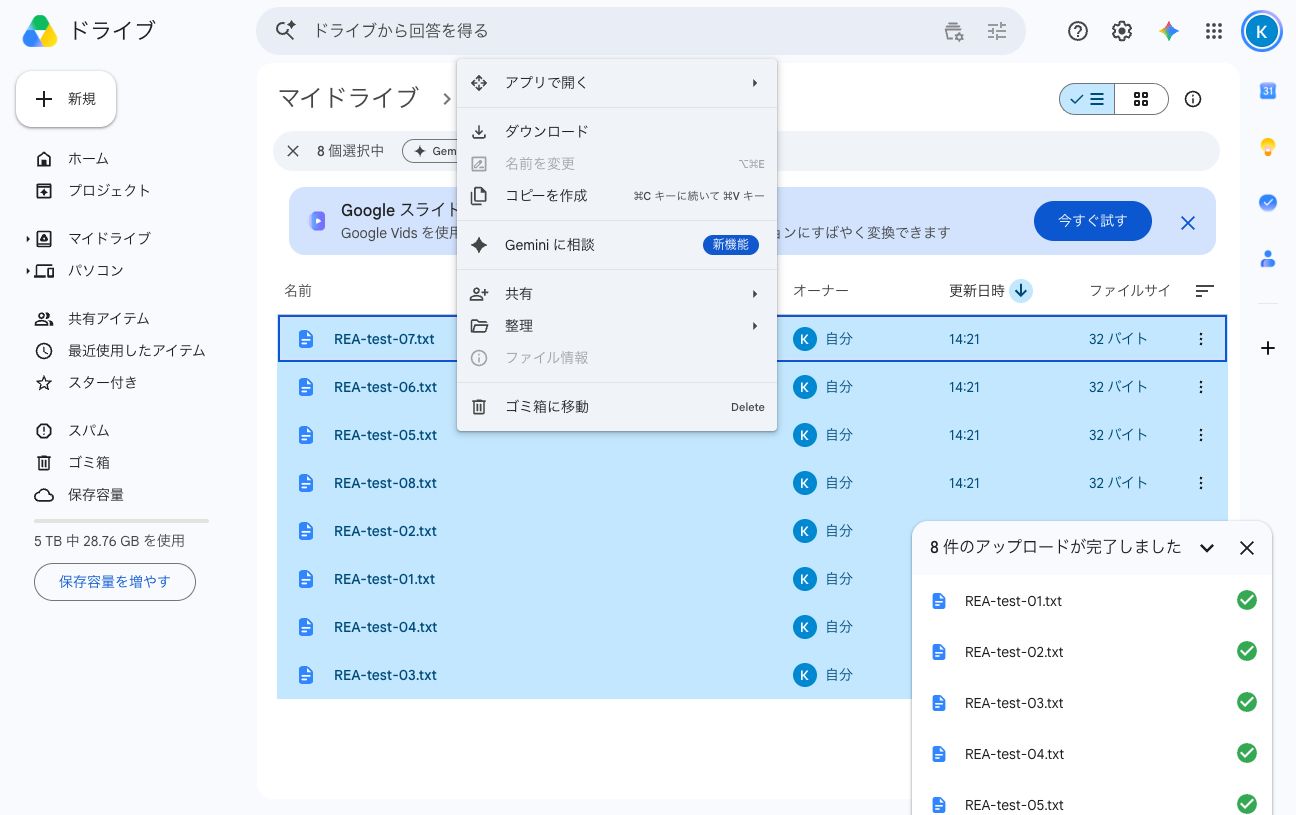 ドライブ
ドライブから回答を得る
K
新規
ホーム
プロジェクト
マイドライブ
パソコン
共有アイテム
最近使用したアイテム
スター付き
スパム
ゴミ箱
保存容量
5 TB 中 28.76 GB を使用
保存容量を増やす
マイドライブ
8 個選択中
Gem
Google スライド
Google Vids を使用
ンにすばやく変換できます
今すぐ試す
アプリで開く
ダウンロード
名前を変更 ⌥⌘E
コピーを作成 ⌘C キーに続いて ⌘V キー
Gemini に相談 新機能
共有
整理
ファイル情報
ゴミ箱に移動 Delete
名前 オーナー 更新日時 ファイルサイ
REA-test-07.txt K 自分 14:21 32 バイト
REA-test-06.txt K 自分 14:21 32 バイト
REA-test-05.txt K 自分 14:21 32 バイト
REA-test-08.txt K 自分 14:21 32 バイト
REA-test-02.txt K 自分
REA-test-01.txt K 自分
REA-test-04.txt K 自分
REA-test-03.txt K 自分
8 件のアップロードが完了しました
REA-test-01.txt
REA-test-02.txt
REA-test-03.txt
REA-test-04.txt
REA-test-05.txt
31